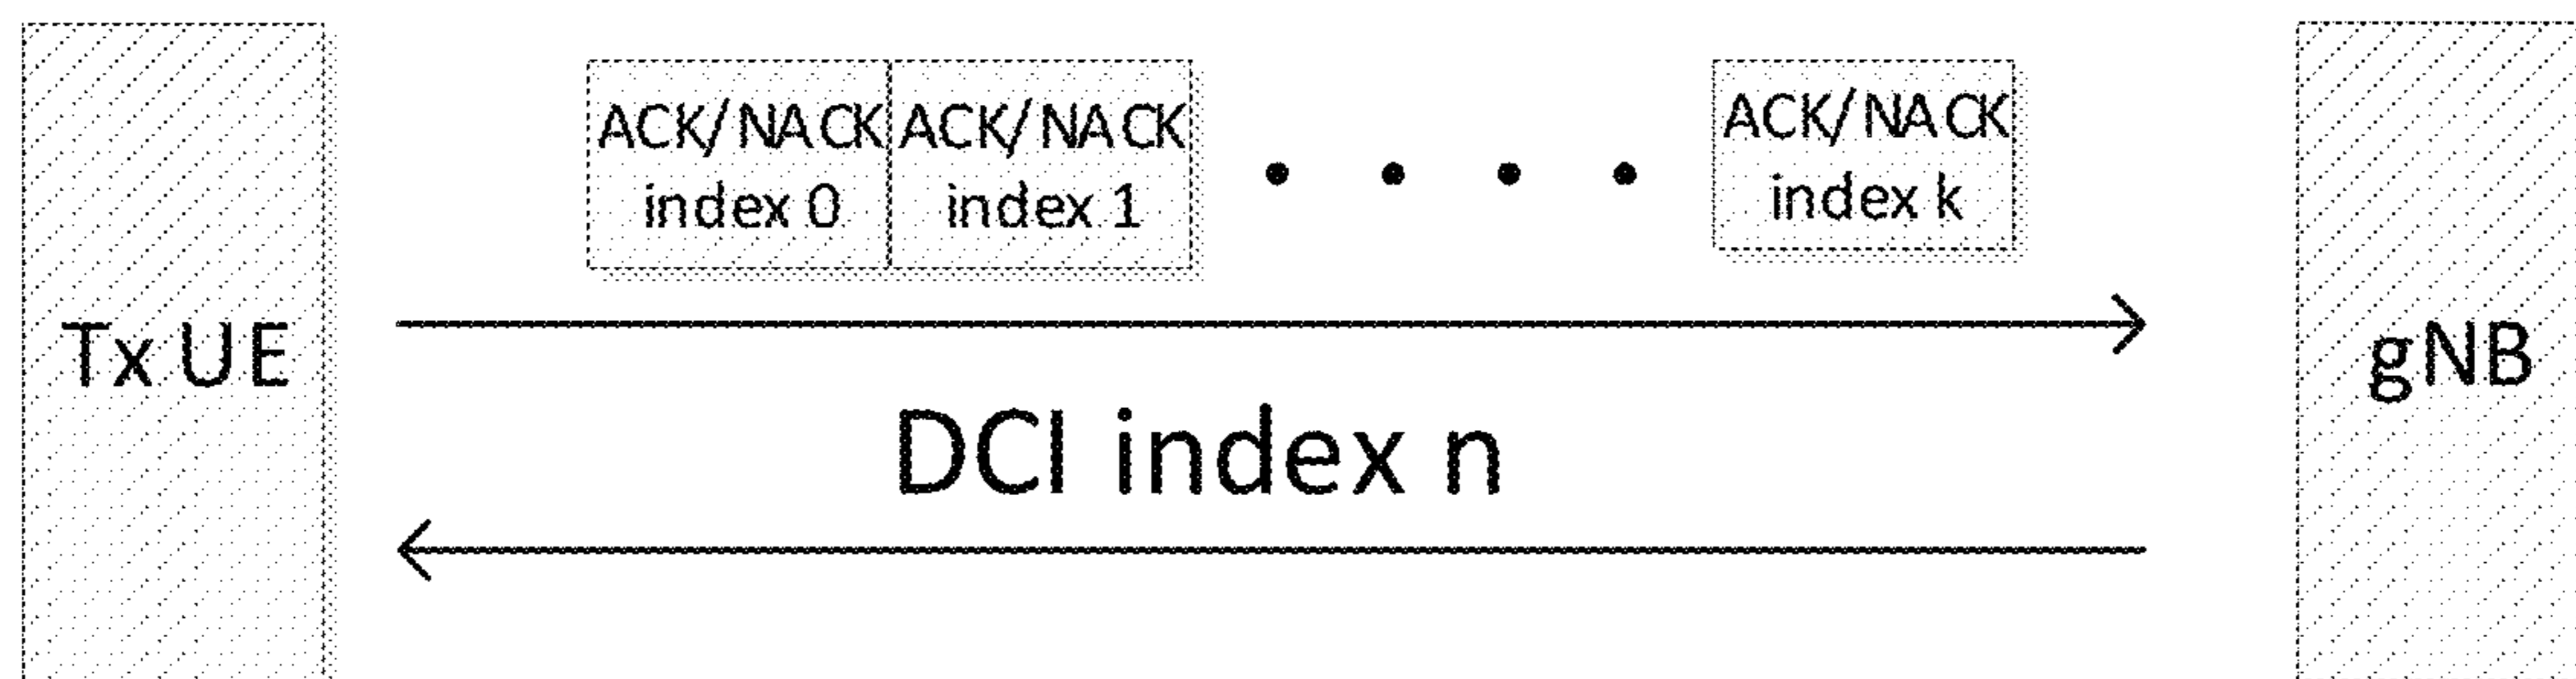 ACK/NACK
index 0
ACK/NACK
index 1
ACK/NACK
index k
Tx UE
gNB
DCI index n